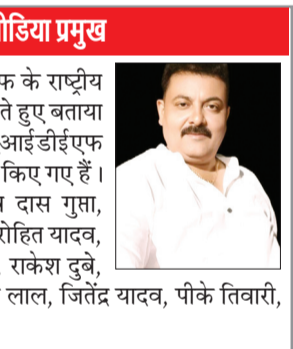 मीडिया प्रमुख
के राष्ट्रीय
हुए बताया
आईडीईएफ
किए गए हैं।
दास गुप्ता,
रोहित यादव,
राकेश दुबे,
लाल, जितेंद्र यादव, पीके तिवारी,